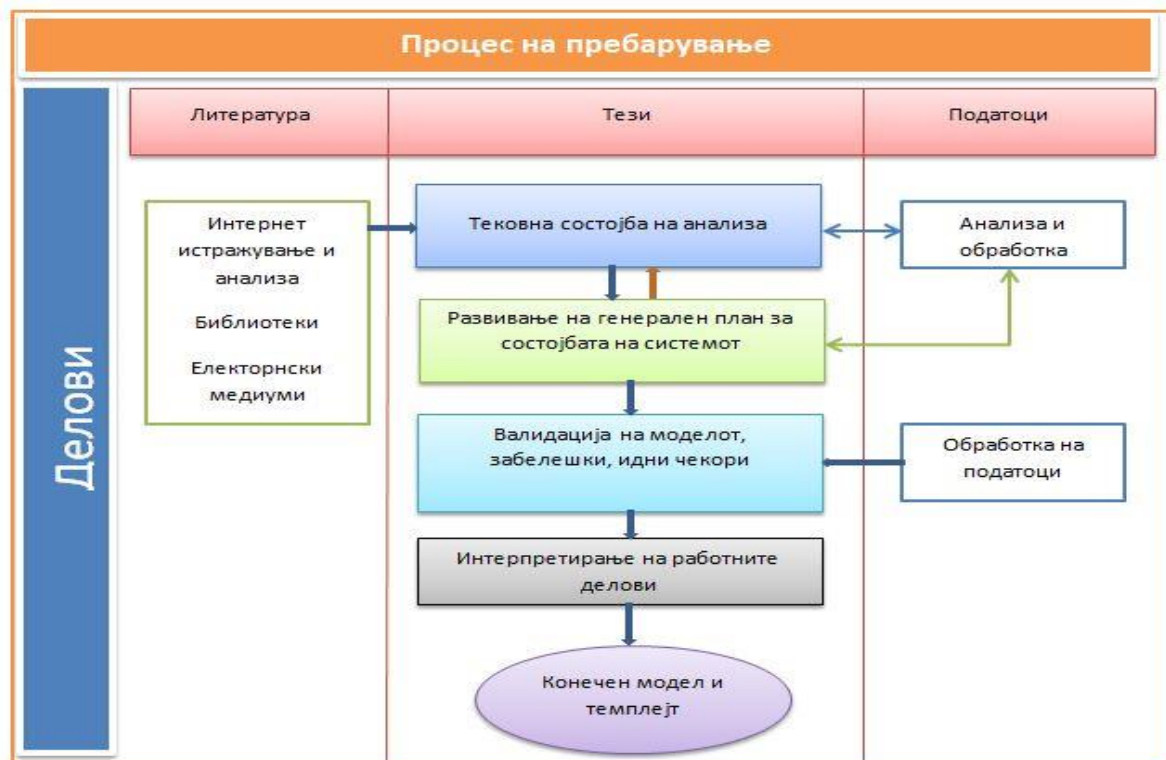 Процес на пребарување
Делови
Литература
Тези
Податоци
Интернет
истражување и
анализа
Библиотеки
Електорнски
медиуми
Тековна состојба на анализа
Анализа и
обработка
Развивање на генерален план за
состојбата на системот
Валидација на моделот,
забелешки, идни чекори
Обработка на
податоци
Интерпретирање на работните
делови
Конечен модел и
темплејт